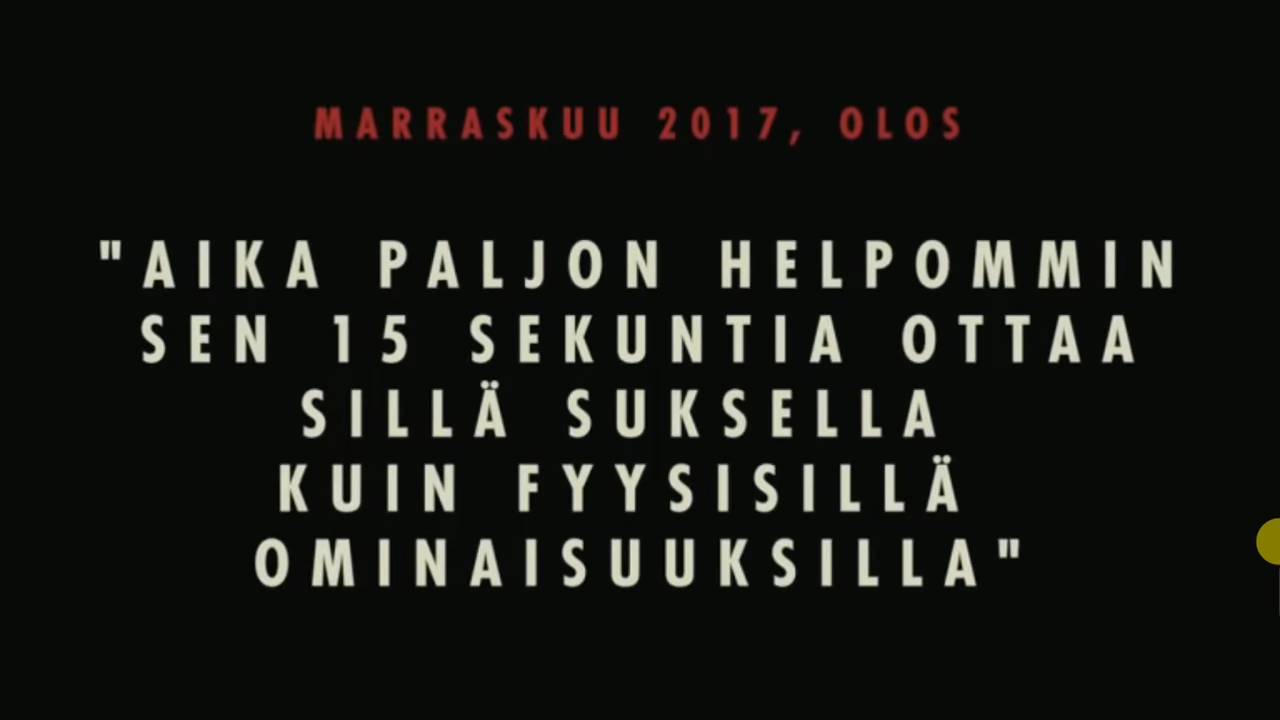 MARRASKUU 2017, OLOS
"AIKA PALJON HELPOMMIN
SEN 15 SEKUNTIA OTTAA
SILLÄ SUKSELLA
KUIN FYYSISILLÄ
OMINAISUUKSILLA"